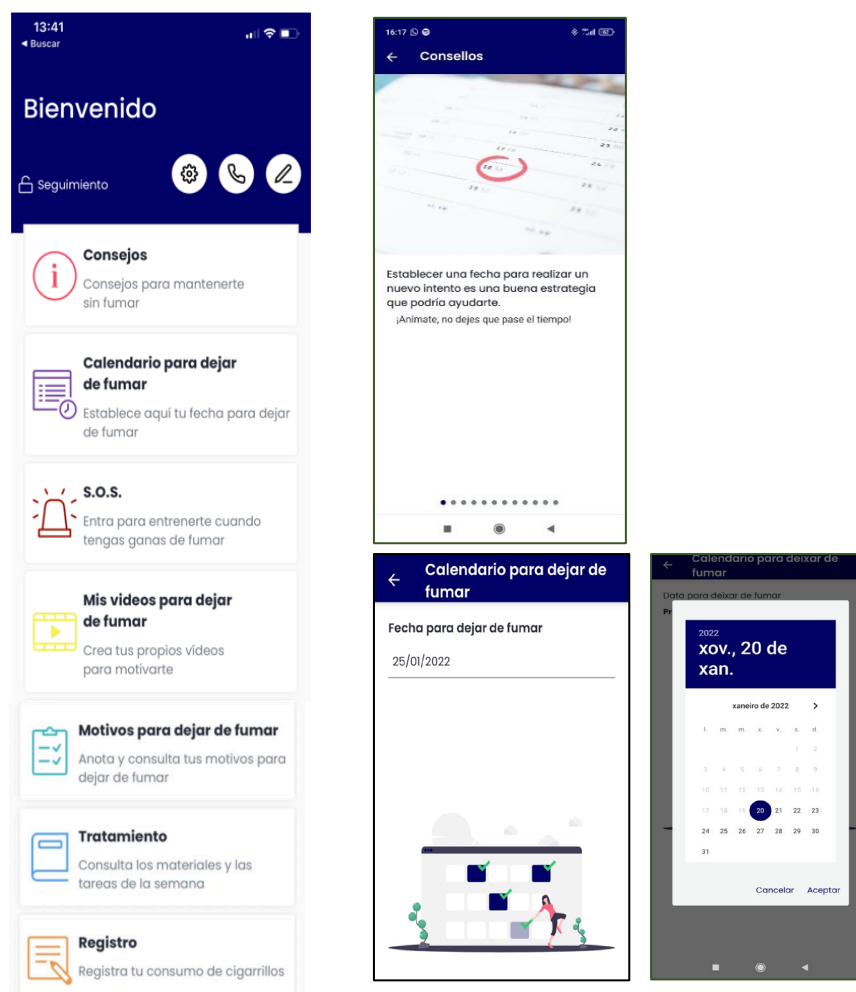 13:41
◀ Buscar
Bienvenido
Seguimiento
Consejos
Consejos para mantenerte
sin fumar
Calendario para dejar
de fumar
Establece aquí tu fecha para dejar
de fumar
S.O.S.
Entra para entrenerte cuando
tengas ganas de fumar
Mis videos para dejar
de fumar
Crea tus propios vídeos
para motivarte
Motivos para dejar de fumar
Anota y consulta tus motivos para
dejar de fumar
Tratamiento
Consulta los materiales y las
tareas de la semana
Registro
Registra tu consumo de cigarrillos
16:17
Consellos
17
18
19
23
24
25
Establecer una fecha para realizar un
nuevo intento es una buena estrategia
que podría ayudarte.
¡Anímate, no dejes que pase el tiempo!
Calendario para dejar de
fumar
Fecha para dejar de fumar
25/01/2022
Calendario para deixar de
fumar
Data para deixar de fumar
Pr
2022
xov., 20 de
xan.
xaneiro de 2022 >
l. m. m. x. v. s. d.
1 2
3 4 5 6 7 8 9
10 11 12 13 14 15 16
17 18 19 20 21 22 23
24 25 26 27 28 29 30
31
Cancelar Aceptar